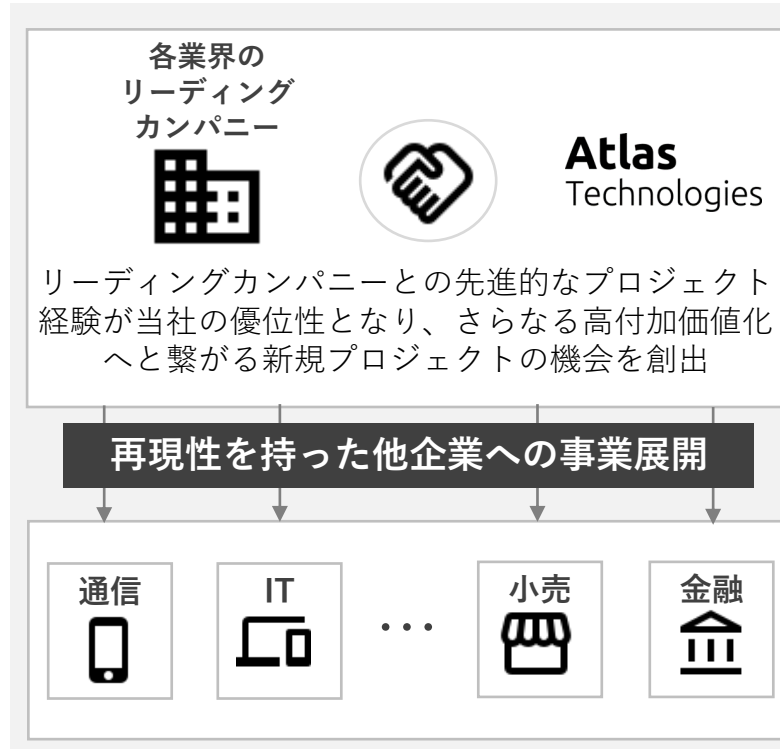 各業界の
リーディング
カンパニー
Atlas
Technologies
リーディングカンパニーとの先進的なプロジェクト
経験が当社の優位性となり、さらなる高付加価値化
へと繋がる新規プロジェクトの機会を創出
再現性を持った他企業への事業展開
通信
IT
・・・
小売
金融